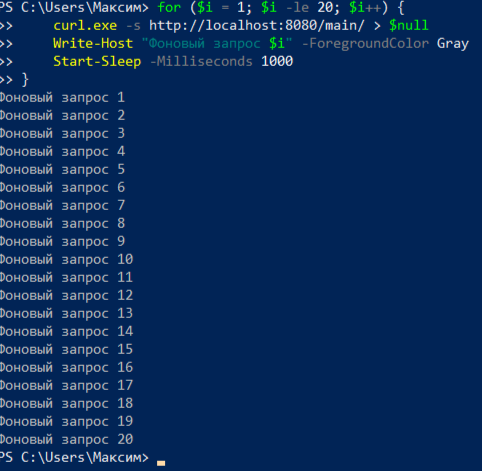 PS C:\Users\Максим> for ($i = 1; $i -le 20; $i++) {
>>     curl.exe -s http://localhost:8080/main/ > $null
>>     Write-Host "Фоновый запрос $i" -ForegroundColor Gray
>>     Start-Sleep -Milliseconds 1000
>> }
Фоновый запрос 1
Фоновый запрос 2
Фоновый запрос 3
Фоновый запрос 4
Фоновый запрос 5
Фоновый запрос 6
Фоновый запрос 7
Фоновый запрос 8
Фоновый запрос 9
Фоновый запрос 10
Фоновый запрос 11
Фоновый запрос 12
Фоновый запрос 13
Фоновый запрос 14
Фоновый запрос 15
Фоновый запрос 16
Фоновый запрос 17
Фоновый запрос 18
Фоновый запрос 19
Фоновый запрос 20
PS C:\Users\Максим>